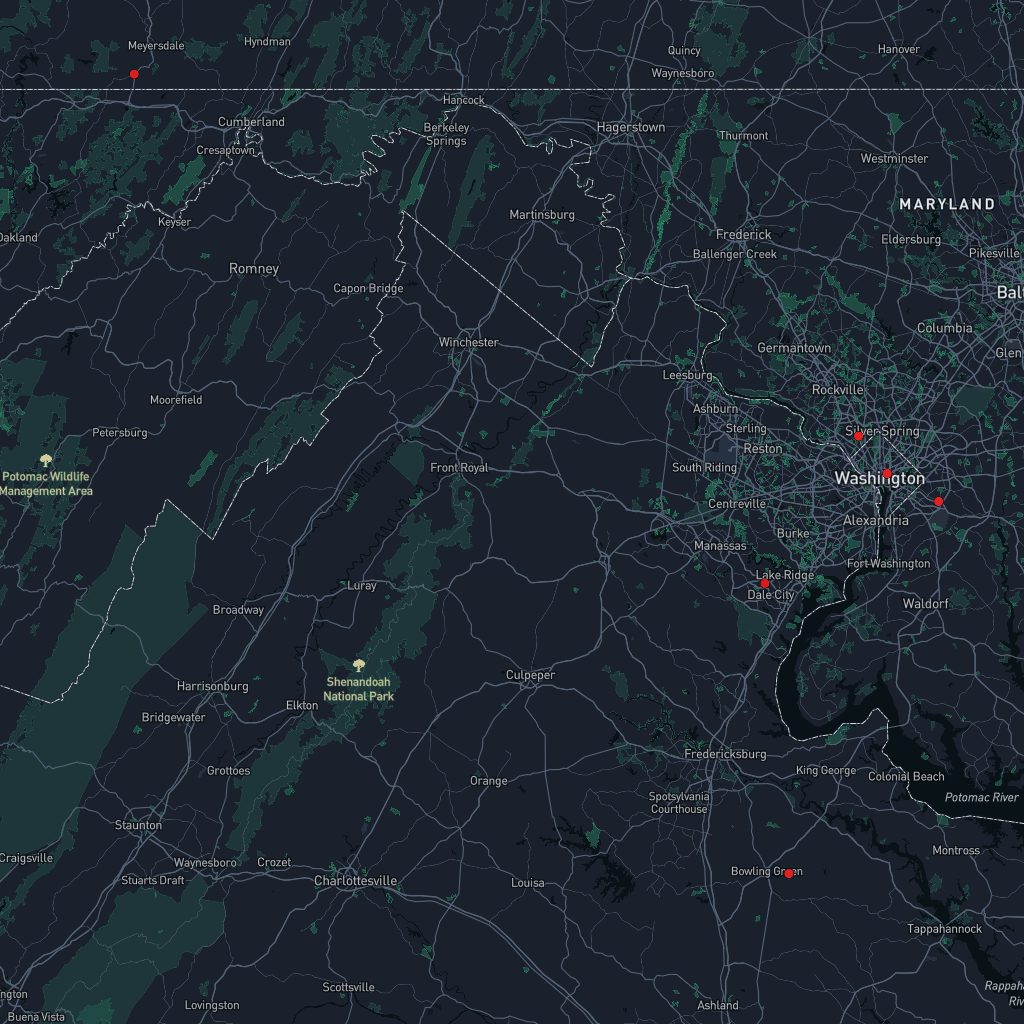 Meyersdale
Hyndman
Quincy
Hanover
Waynesboro
Hancock
Cumberland
Berkeley
Springs
Hagerstown
Thurmont
Cresaptown
Westminster
MARYLAND
Keyser
Martinsburg
Oakland
Frederick
Eldersburg
Ballenger Creek
Pikesville
Romney
Capon Bridge
Balt
Columbia
Winchester
Germantown
Glen
Leesburg
Rockville
Moorefield
Ashburn
Petersburg
Sterling
Silver Spring
Reston
Front Royal
South Riding
Potomac Wildlife
Management Area
Washington
Centreville
Alexandria
Burke
Manassas
Fort Washington
Lake Ridge
Luray
Dale City
Broadway
Waldorf
Culpeper
Shenandoah
National Park
Harrisonburg
Elkton
Bridgewater
Fredericksburg
Grottoes
King George
Colonial Beach
Orange
Spotsylvania
Courthouse
Potomac River
Staunton
Craigsville
Waynesboro
Crozet
Montross
Stuarts Draft
Charlottesville
Louisa
Bowling Green
Tappahannock
Scottsville
ngton
Lovingston
Ashland
Rappaha
Riv
Buena Vista